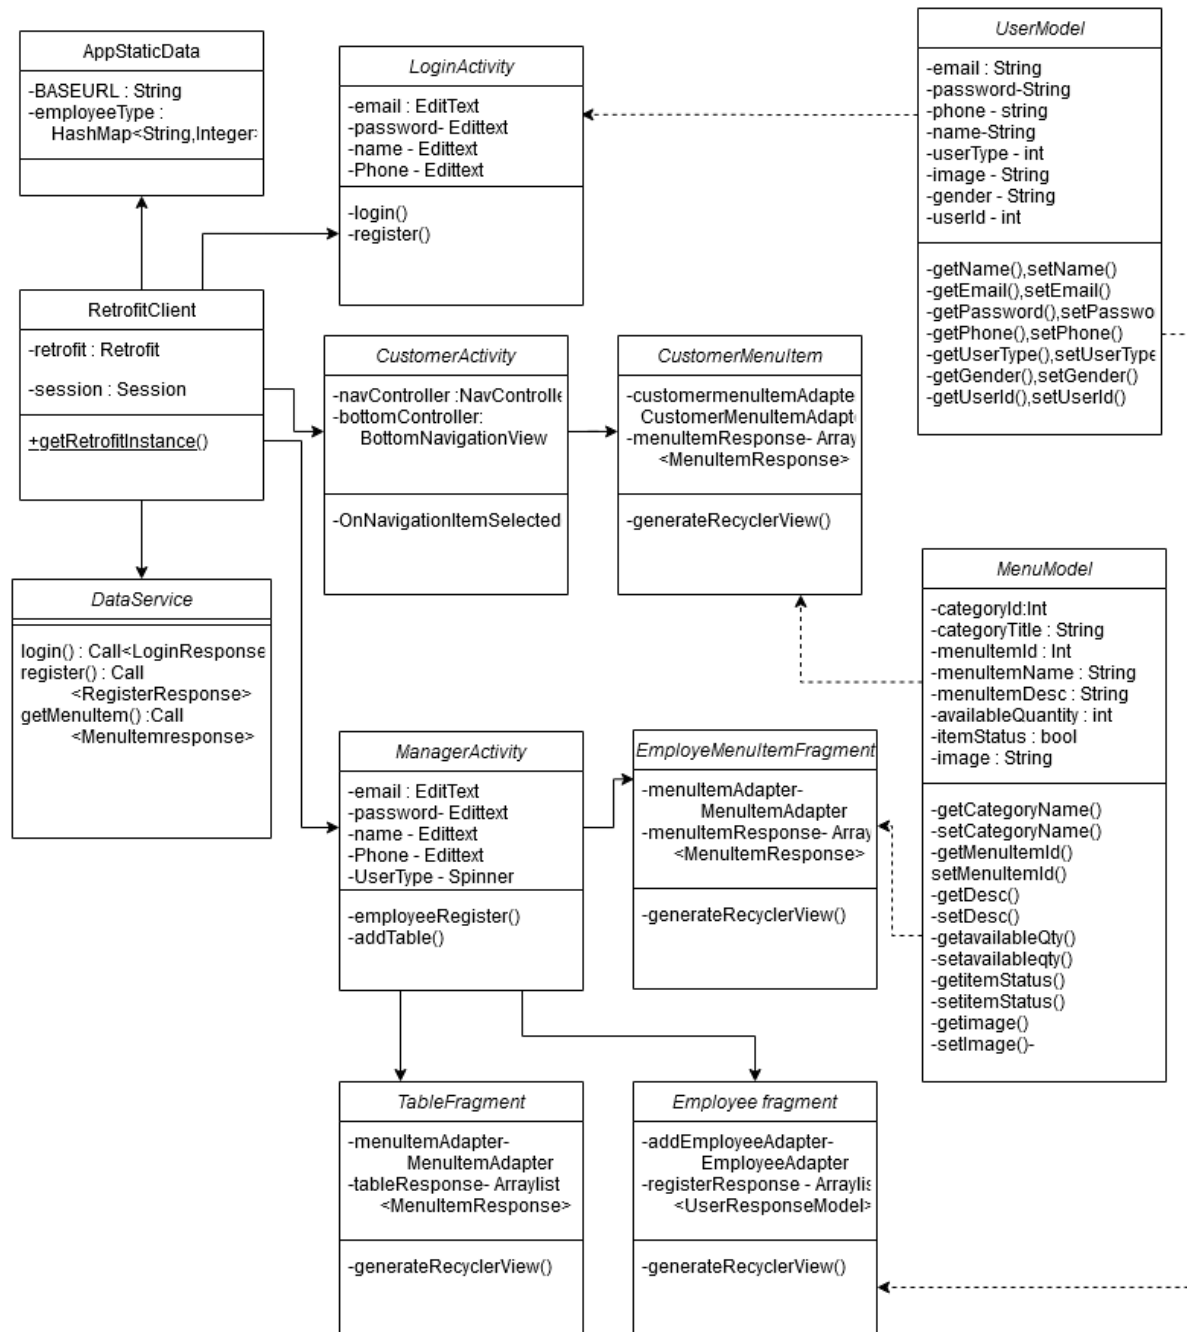 AppStaticData
-BASEURL : String
-employeeType :
HashMap<String,Integer>
LoginActivity
-email : EditText
-password- Edittext
-name - Edittext
-Phone - Edittext
-login()
-register()
UserModel
-email : String
-password-String
-phone - string
-name-String
-userType - int
-image - String
-gender - String
-userId - int
-getName(),setName()
-getEmail(),setEmail()
-getPassword(),setPasswo
-getPhone(),setPhone()
-getUserType(),setUserType
-getGender(),setGender()
-getUserId(),setUserId()
RetrofitClient
-retrofit : Retrofit
-session : Session
+getRetrofitInstance()
CustomerActivity
-navController :NavControlle
-bottomController:
BottomNavigationView
-OnNavigationItemSelected
CustomerMenuItem
-customermenuItemAdapte
CustomerMenuItemAdapt
-menuItemResponse- Array
<MenuItemResponse>
-generateRecyclerView()
DataService
login() : Call<LoginResponse
register() : Call
<RegisterResponse>
getMenuItem() :Call
<MenuItemresponse>
MenuModel
-categoryId:Int
-categoryTitle : String
-menuItemId : Int
-menuItemName : String
-menuItemDesc : String
-availableQuantity : int
-itemStatus : bool
-image : String
-getCategoryName()
-setCategoryName()
-getMenuItemId()
setMenuItemId()
-getDesc()
-setDesc()
-getavailableQty()
-setavailableqty()
-getitemStatus()
-setitemStatus()
-getimage()
-setImage()-
ManagerActivity
-email : EditText
-password- Edittext
-name - Edittext
-Phone - Edittext
-UserType - Spinner
-employeeRegister()
-addTable()
EmployeMenuItemFragment
-menuItemAdapter-
MenuItemAdapter
-menuItemResponse- Array
<MenuItemResponse>
-generateRecyclerView()
TableFragment
-menuItemAdapter-
MenuItemAdapter
-tableResponse- Arraylist
<MenuItemResponse>
-generateRecyclerView()
Employee fragment
-addEmployeeAdapter-
EmployeeAdapter
-registerResponse - Arraylis
<UserResponseModel>
-generateRecyclerView()